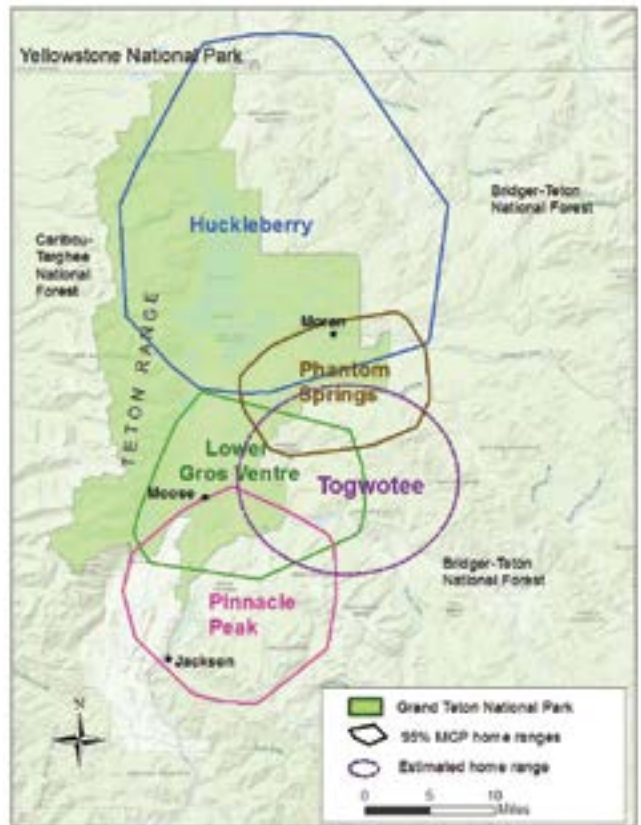 Yellowstone National Park
Bridger-Teton
National Forest
Huckleberry
Caribou-
Targhee
National
Forest
TETON RANGE
Moran
Phantom
Springs
Lower
Gros Ventre
Togwotee
Moose
Bridger-Teton
National Forest
Pinnacle
Peak
Jackson
N
Grand Teton National Park
95% MCP home ranges
Estimated home range
0 5 10
Miles